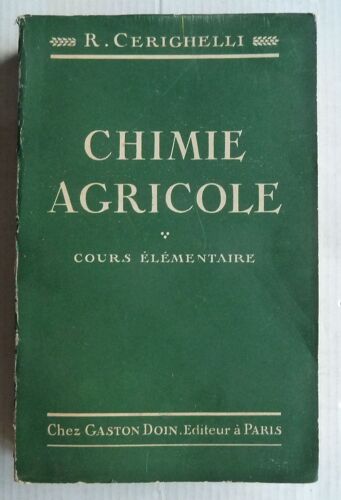 R. CERIGHELLI
CHIMIE
AGRICOLE
COURS ÉLÉMENTAIRE
Chez GASTON DOIN. Editeur à PARIS